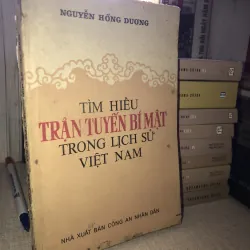 NGUYỄN HỒNG DƯƠNG
TÌM HIỂU
TRẬN TUYẾN BÍ MẬT
TRONG LỊCH SỬ
VIỆT NAM
NHÀ XUẤT BẢN CÔNG AN NHÂN DÂN